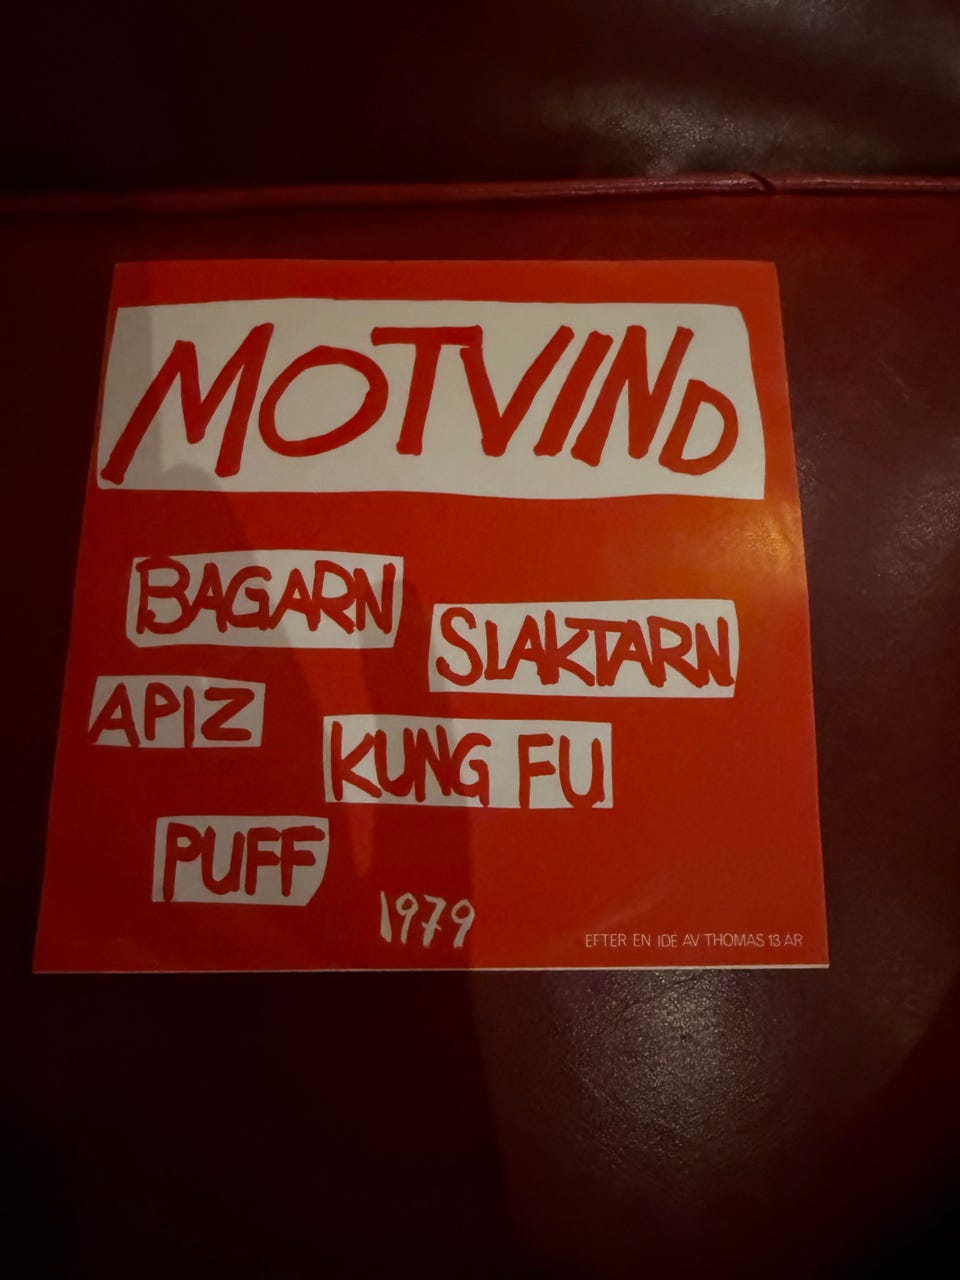 MOTVIND
BAGARN
SLAKTARN
APIZ
KUNG FU
PUFF
1979
EFTER EN IDÉ AV THOMAS 13 ÅR